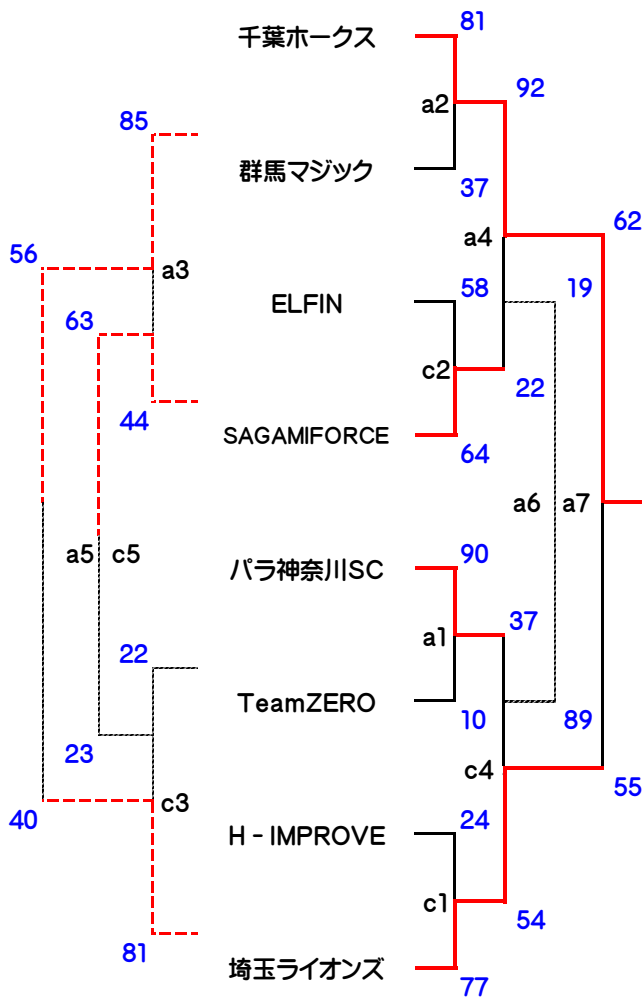 千葉ホークス 81
85 a2 92
群馬マジック 37
56 a3 a4 62
63 ELFIN 58 19
c2 22
44 SAGAMIFORCE 64
a6 a7
a5 c5 パラ神奈川SC 90
22 a1 37
TeamZERO 10 89
23 c4
40 c3 55
H - IMPROVE 24
c1 54
81 埼玉ライオンズ 77